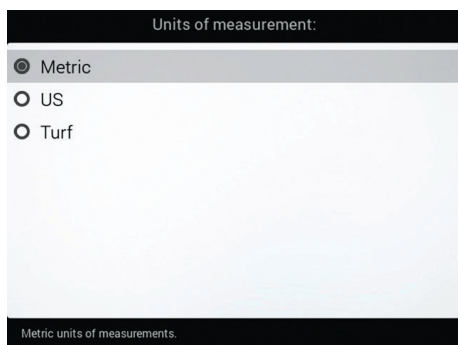 Units of measurement:
Metric
US
Turf
Metric units of measurements.